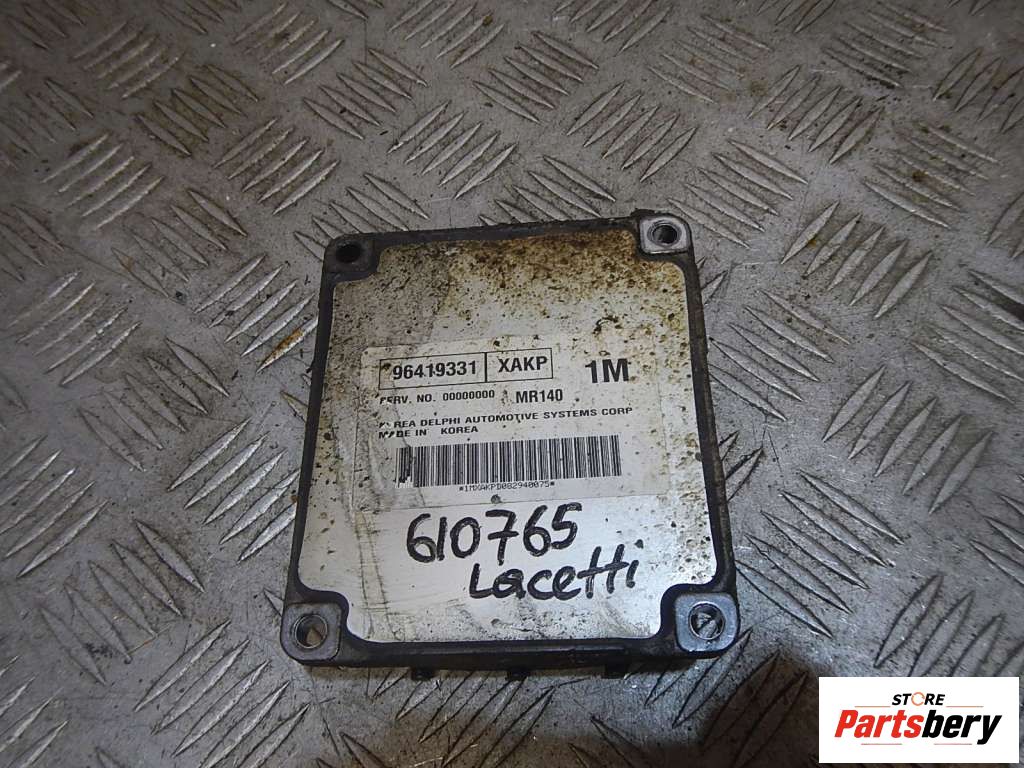 96419331 XAKP 1M
SERV. NO. 00000000 MR140
KOREA DELPHI AUTOMOTIVE SYSTEMS CORP
MADE IN KOREA
*1MXAKPD082940075*
610765
Lacetti
STORE
Partsbery